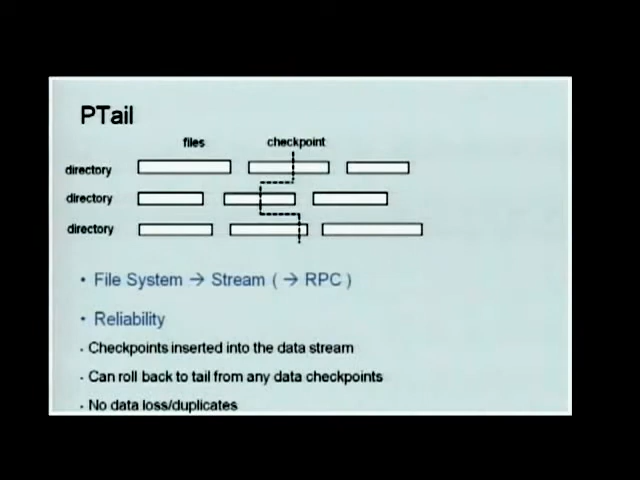 PTail
files checkpoint
directory
directory
directory
• File System → Stream ( → RPC )
• Reliability
- Checkpoints inserted into the data stream
- Can roll back to tail from any data checkpoints
- No data loss/duplicates